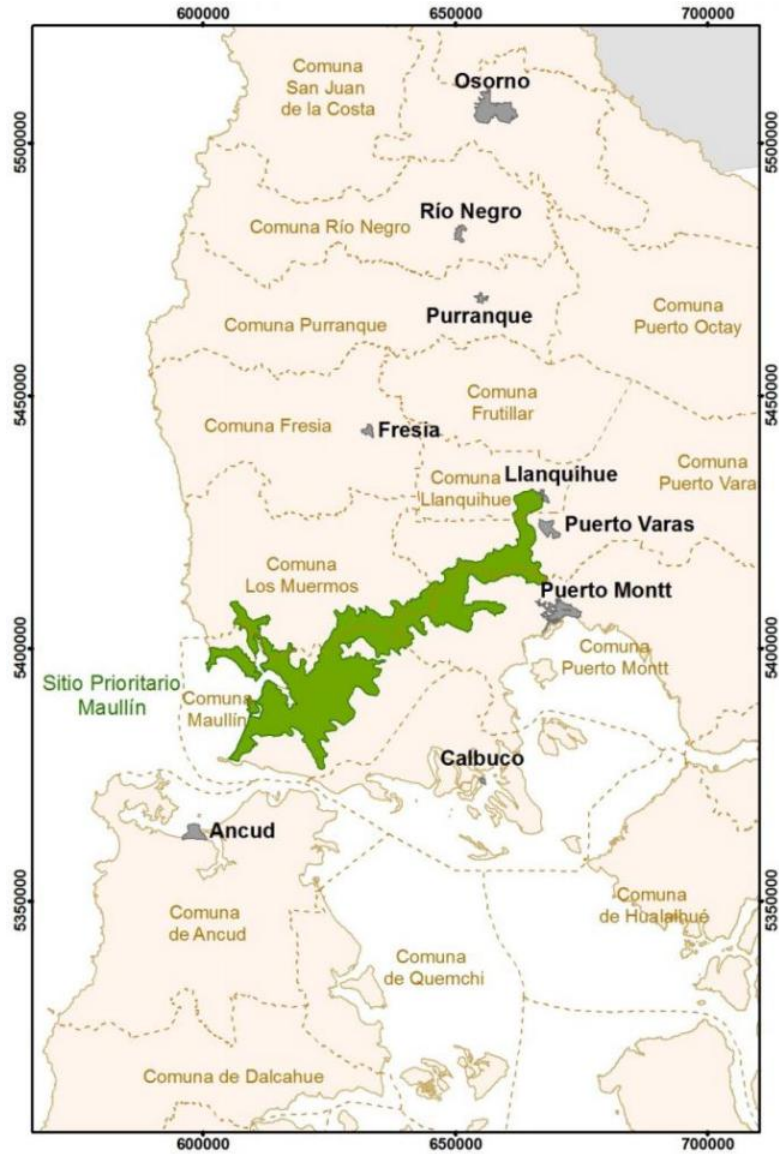 600000
650000
700000
Comuna
San Juan
de la Costa
Osorno
5500000
5500000
Río Negro
Comuna Río Negro
Purranque
Comuna Purranque
Comuna
Puerto Octay
5450000
5450000
Comuna
Frutillar
Comuna Fresia
Fresia
Comuna
Llanquihue
Llanquihue
Comuna
Puerto Vara
Puerto Varas
Comuna
Los Muermos
Puerto Montt
5400000
5400000
Comuna
Puerto Montt
Sitio Prioritario
Maullín
Comuna
Maullín
Calbuco
Ancud
5350000
5350000
Comuna
de Ancud
Comuna
de Hualaihué
Comuna
de Quemchi
Comuna de Dalcahue
600000
650000
700000